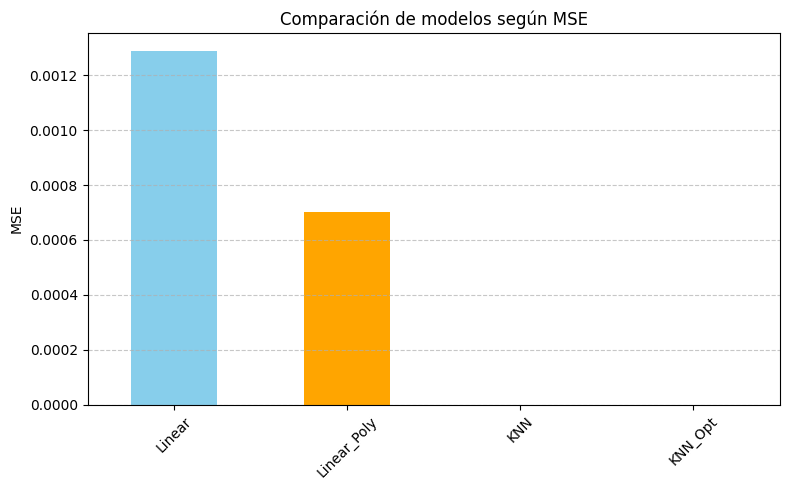 Comparación de modelos según MSE
MSE
0.0012
0.0010
0.0008
0.0006
0.0004
0.0002
0.0000
Linear
Linear_Poly
KNN
KNN_Opt